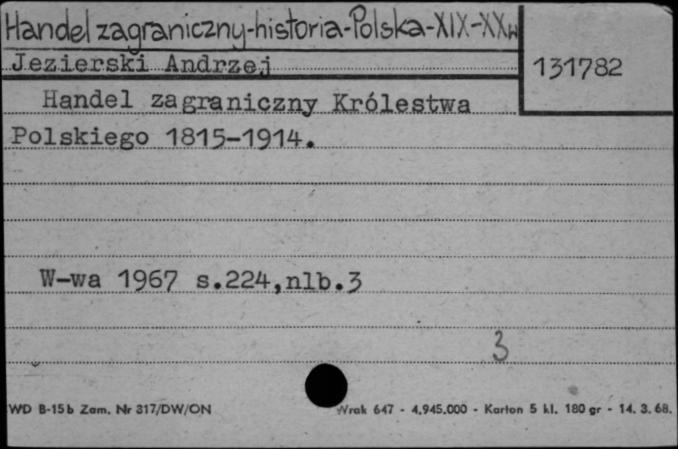 Handel zagraniczny-historia-Polska-XIX-XXw
Jezierski Andrzej
131782
Handel zagraniczny Królestwa
Polskiego 1815-1914.
W-wa 1967 s.224,nlb.3
3
WD B-15b Zam. Nr 317/DW/ON
Wrak 647 - 4.945.000 - Karton 5 kl. 180 gr - 14. 3. 68.